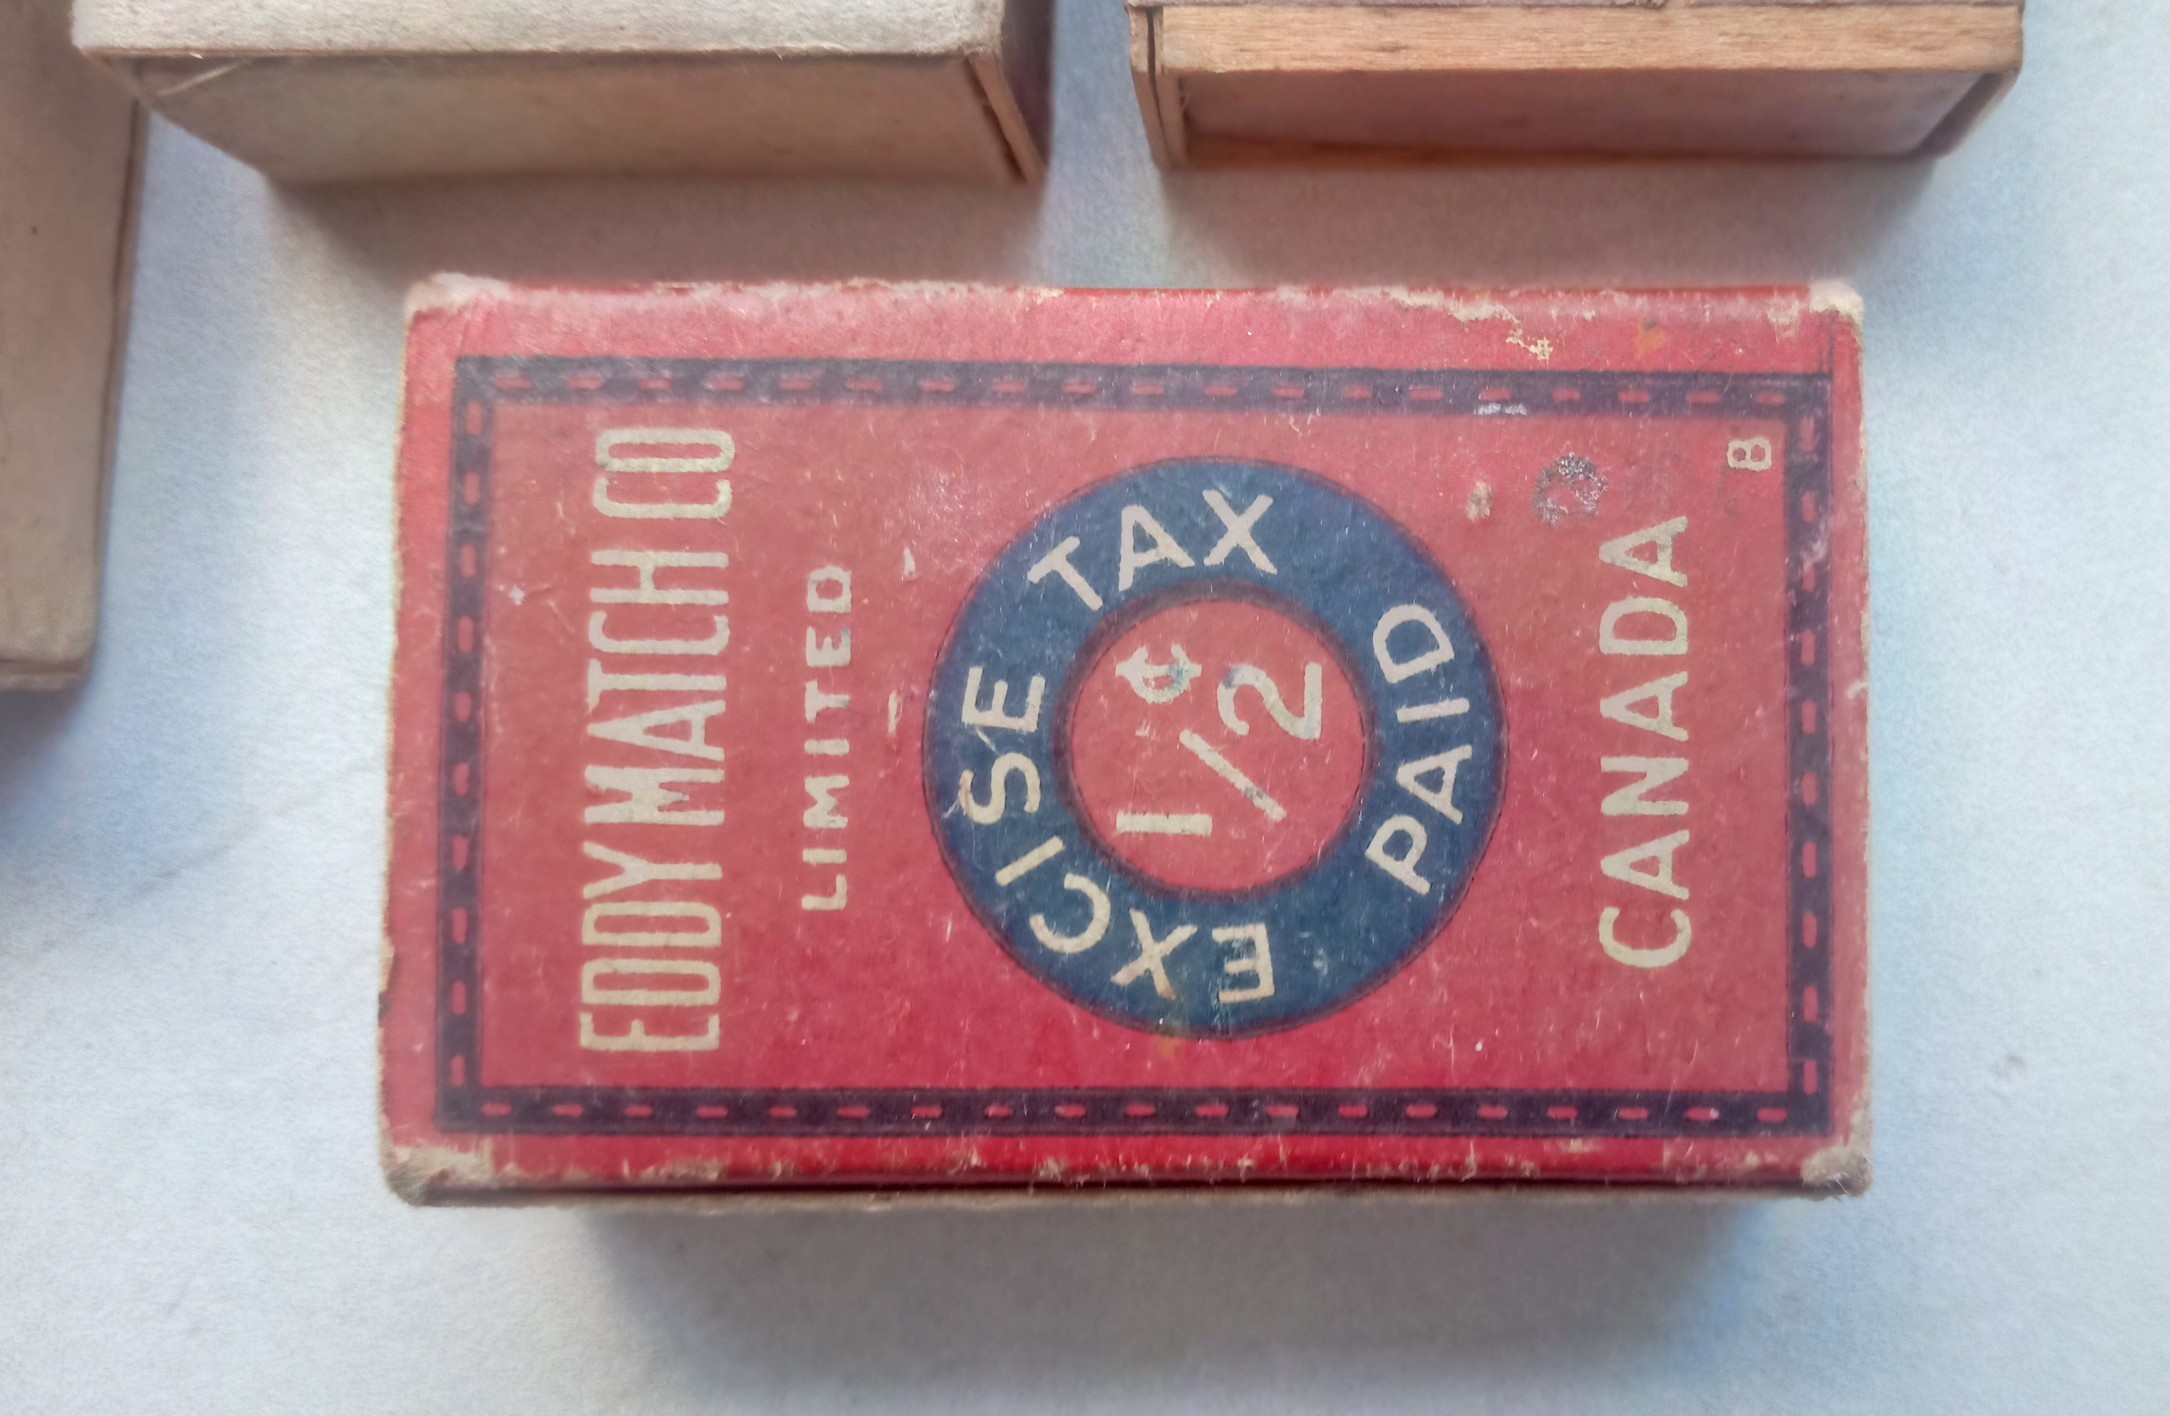 EDDY MATCH CO
LIMITED
EXCISE TAX
PAID
1/2¢
CANADA
8